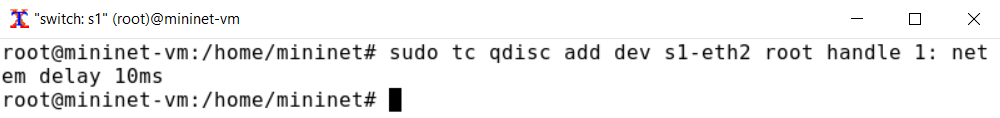 "switch: s1" (root)@mininet-vm
root@mininet-vm:/home/mininet# sudo tc qdisc add dev s1-eth2 root handle 1: net
em delay 10ms
root@mininet-vm:/home/mininet#